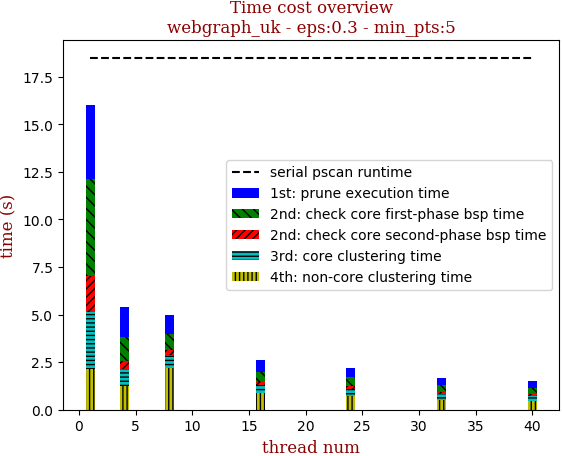 Time cost overview
webgraph_uk - eps:0.3 - min_pts:5
time (s)
17.5
15.0
12.5
10.0
7.5
5.0
2.5
0.0
serial pscan runtime
1st: prune execution time
2nd: check core first-phase bsp time
2nd: check core second-phase bsp time
3rd: core clustering time
4th: non-core clustering time
0 5 10 15 20 25 30 35 40
thread num